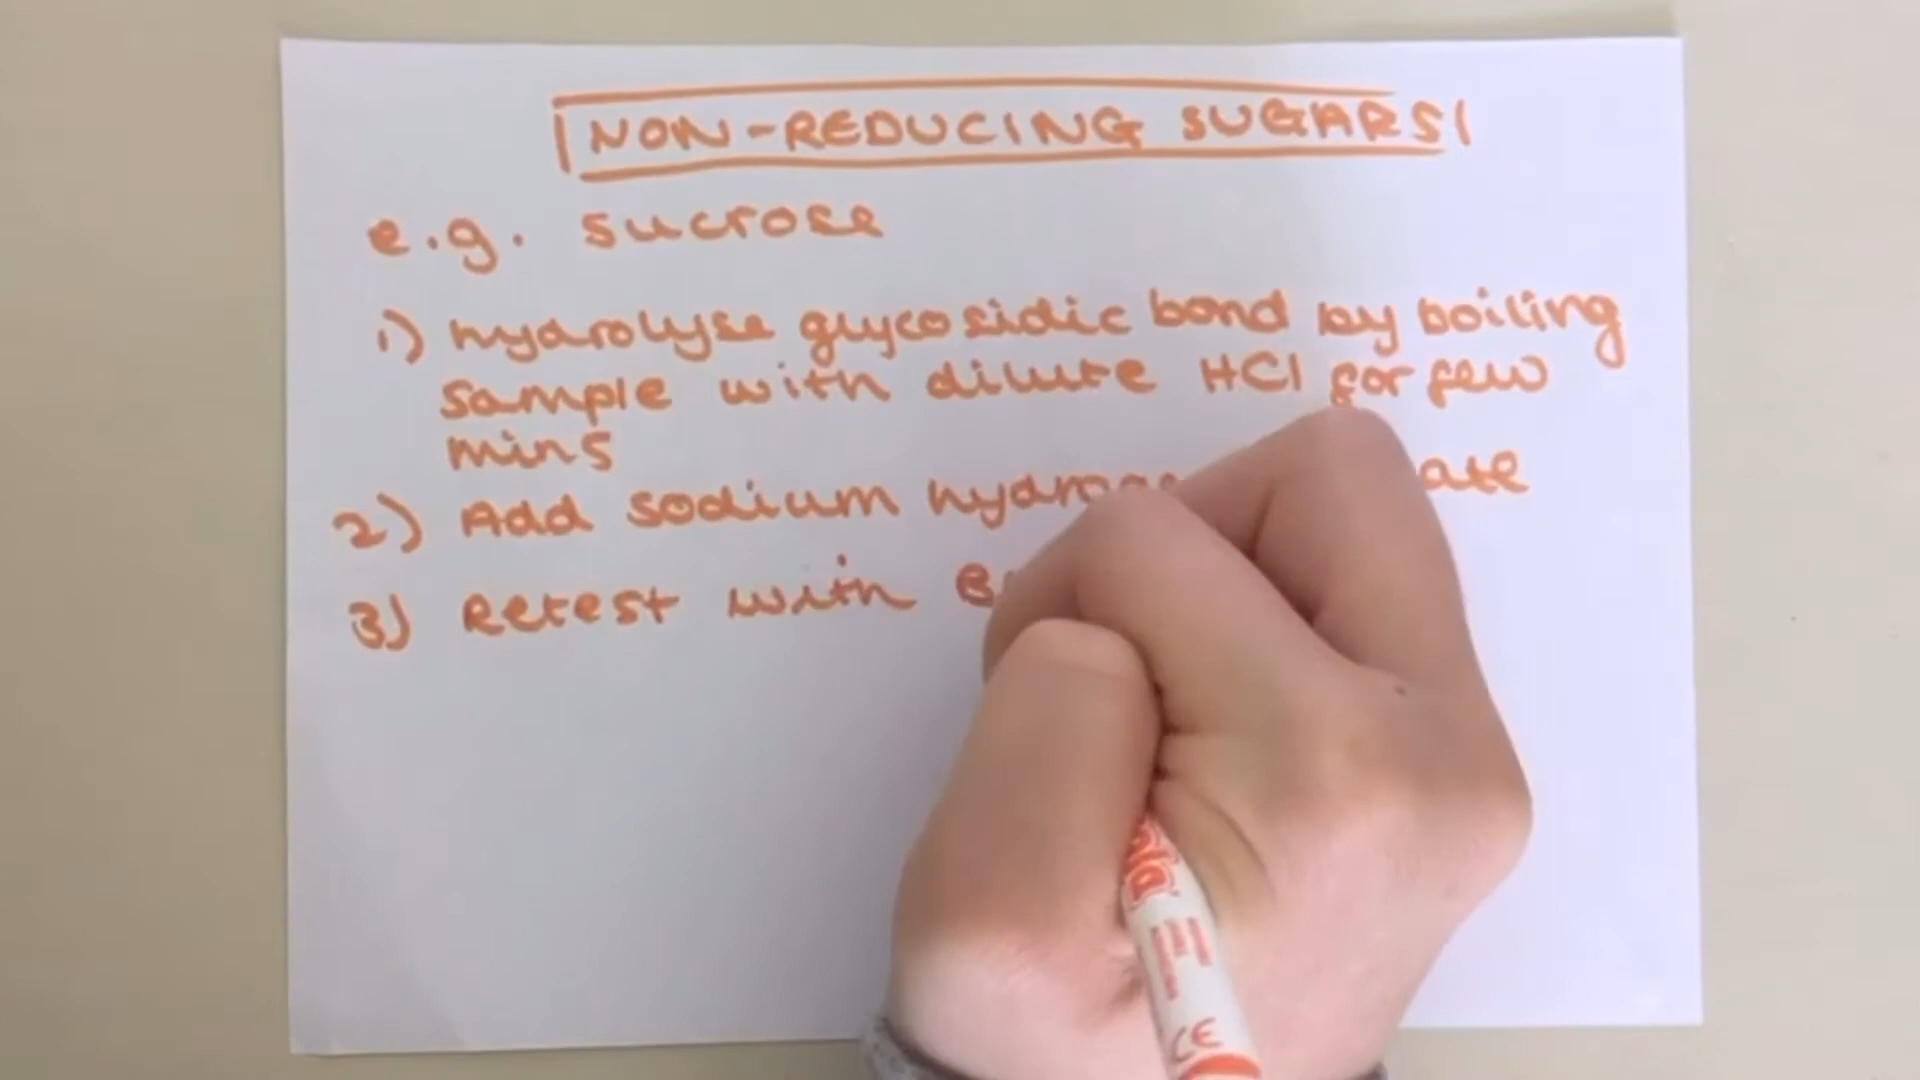 NON-REDUCING SUGARS
e.g. sucrose
1) hydrolyse glycosidic bond by boiling
sample with dilute HCl for few
mins
2) Add sodium
3) Retest with
CE